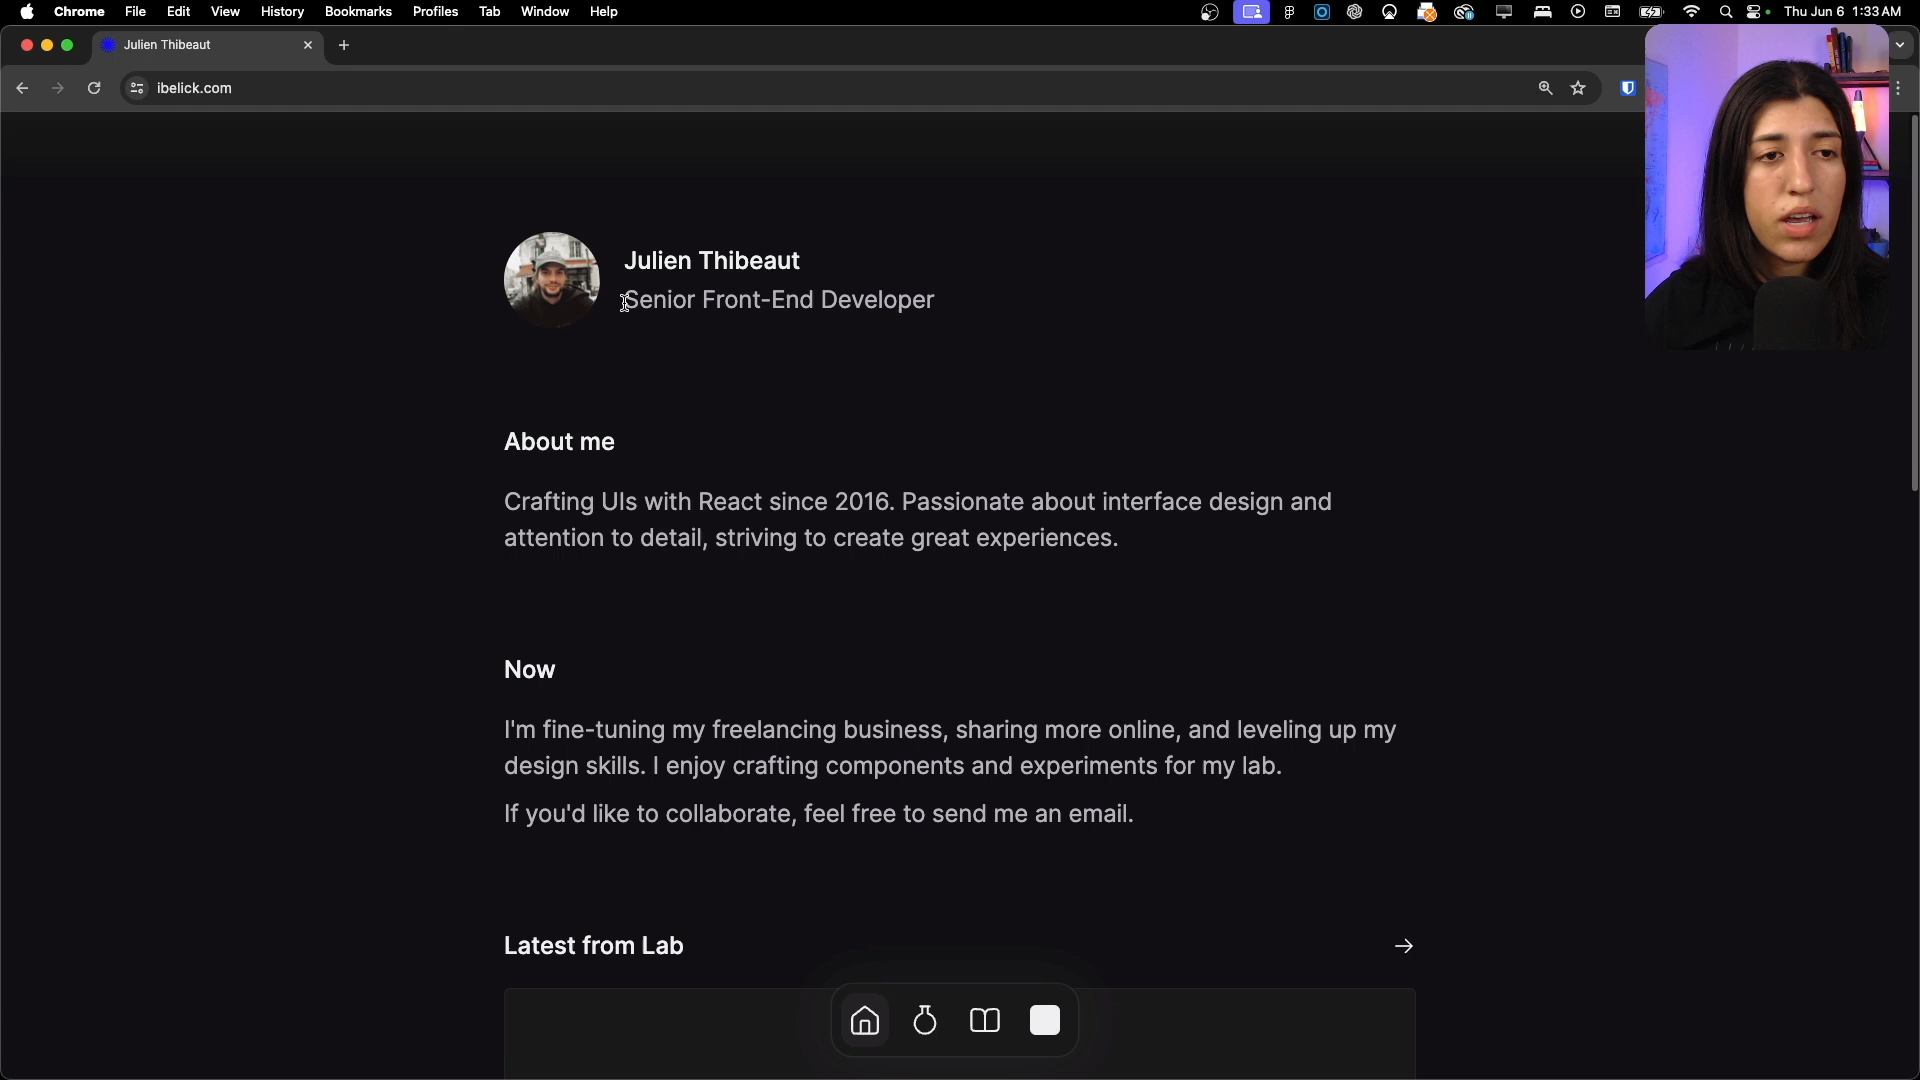 Chrome File Edit View History Bookmarks Profiles Tab Window Help
Thu Jun 6 1:33 AM
Julien Thibeaut
ibelick.com
Julien Thibeaut
Senior Front-End Developer
About me
Crafting UIs with React since 2016. Passionate about interface design and
attention to detail, striving to create great experiences.
Now
I'm fine-tuning my freelancing business, sharing more online, and leveling up my
design skills. I enjoy crafting components and experiments for my lab.
If you'd like to collaborate, feel free to send me an email.
Latest from Lab